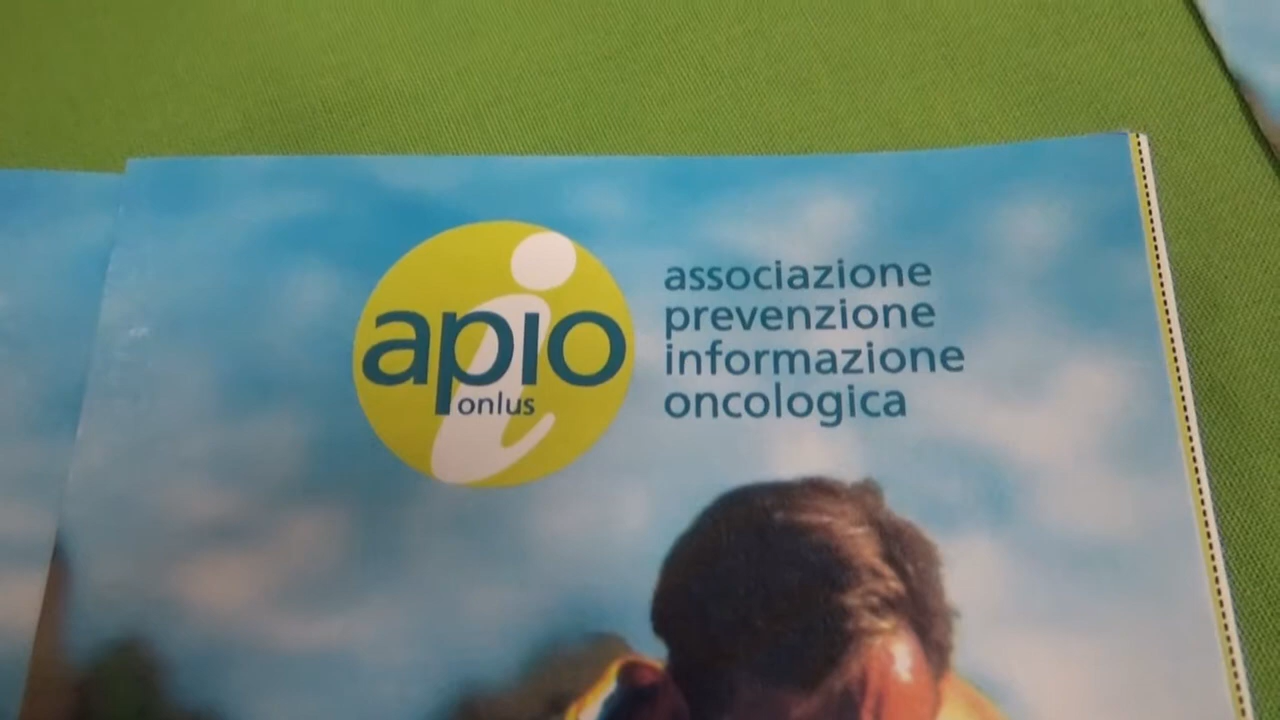 apio
onlus
associazione
prevenzione
informazione
oncologica